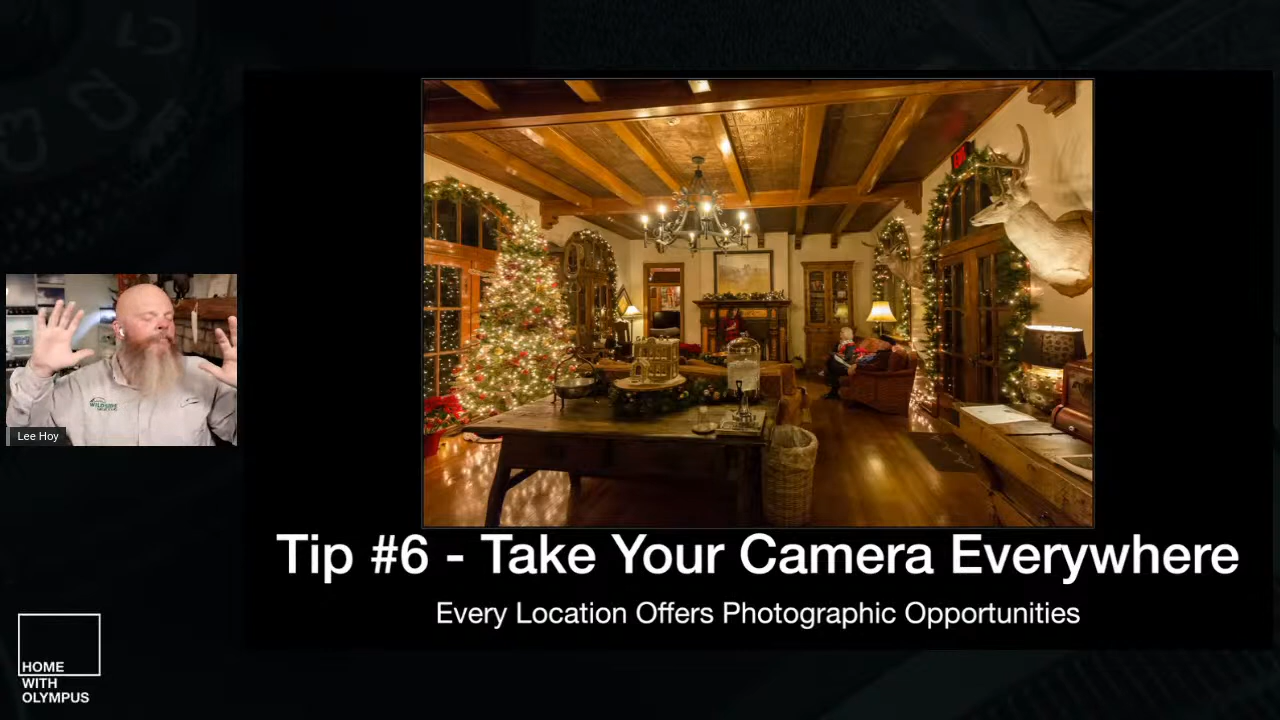 Lee Hoy
Tip #6 - Take Your Camera Everywhere
Every Location Offers Photographic Opportunities
HOME
WITH
OLYMPUS